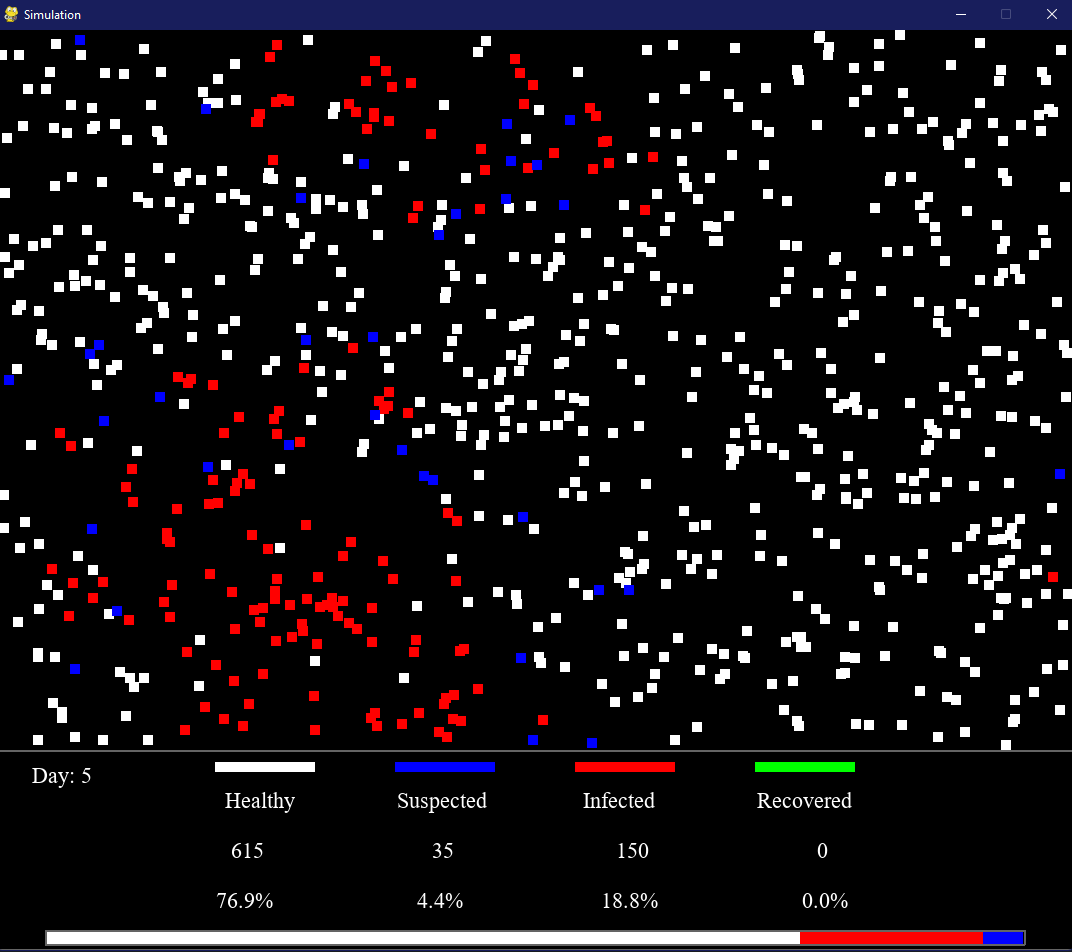 Simulation
Day: 5
Healthy Suspected Infected Recovered
615 35 150 0
76.9% 4.4% 18.8% 0.0%